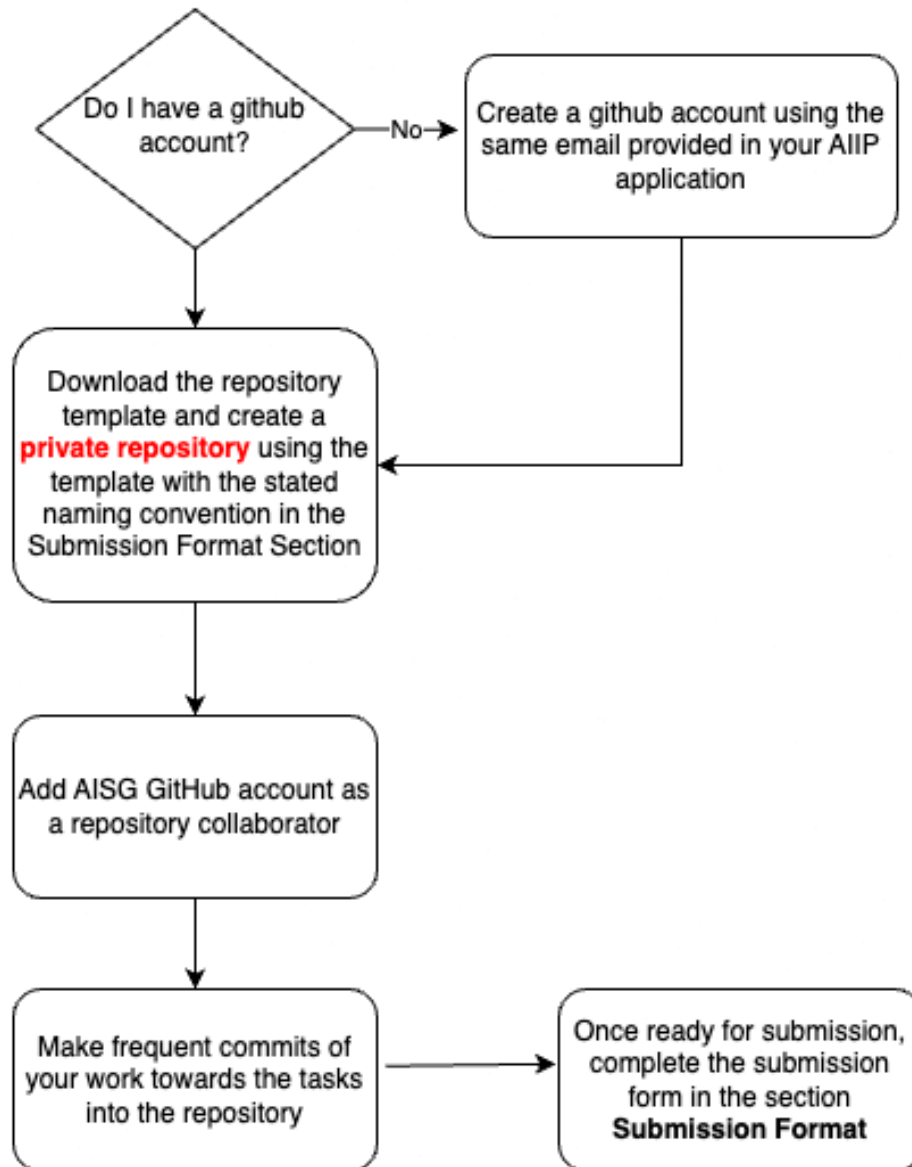 Do I have a github
account?
No
Create a github account using the
same email provided in your AIIP
application
Download the repository
template and create a
private repository using the
template with the stated
naming convention in the
Submission Format Section
Add AISG GitHub account as
a repository collaborator
Make frequent commits of
your work towards the tasks
into the repository
Once ready for submission,
complete the submission
form in the section
Submission Format